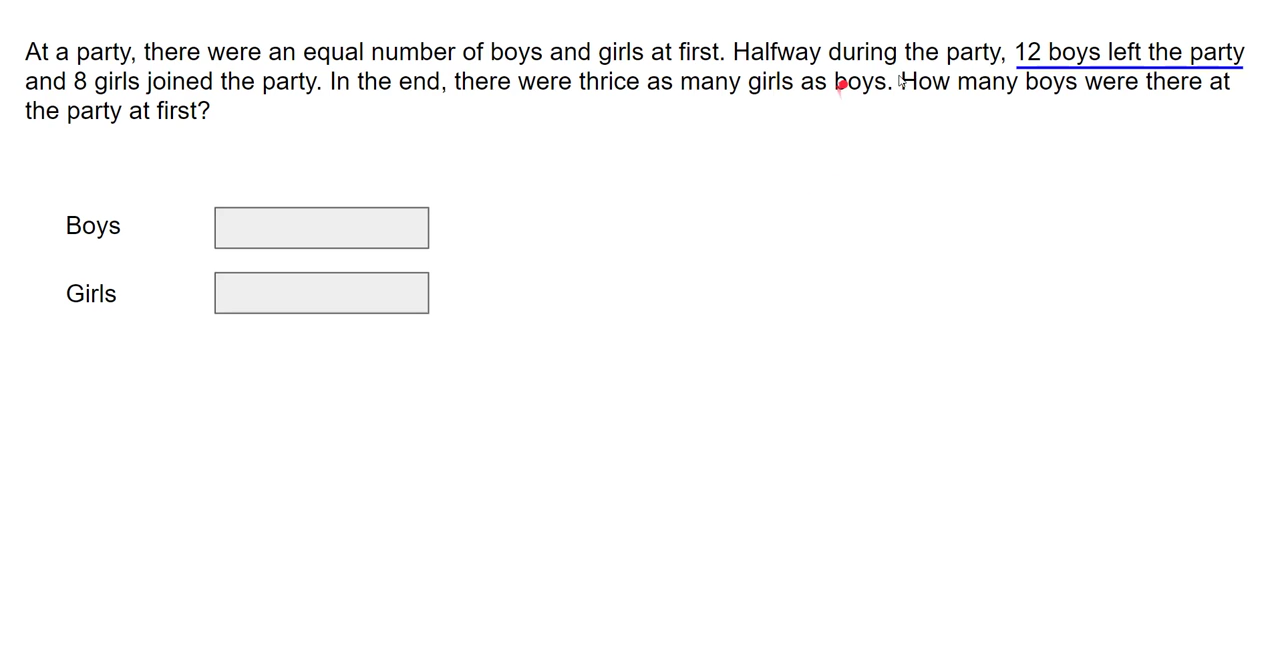 At a party, there were an equal number of boys and girls at first. Halfway during the party, 12 boys left the party
and 8 girls joined the party. In the end, there were thrice as many girls as boys. How many boys were there at
the party at first?
Boys
Girls